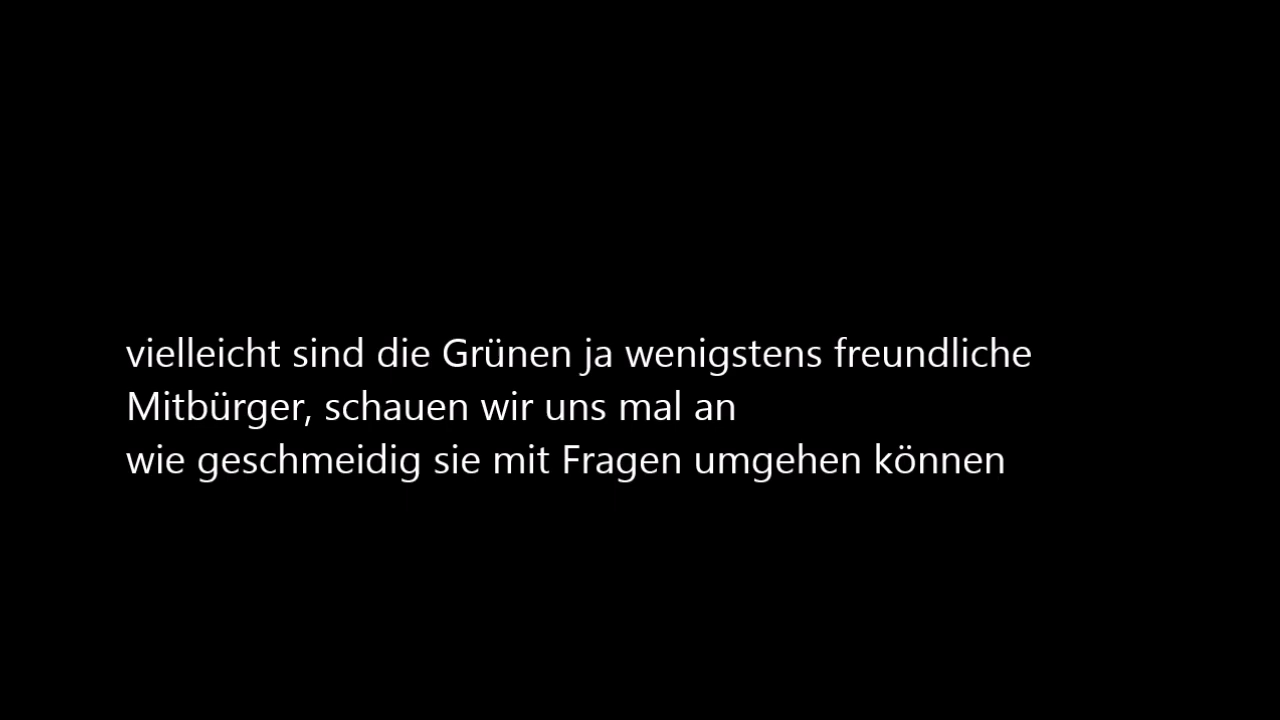 vielleicht sind die Grünen ja wenigstens freundliche
Mitbürger, schauen wir uns mal an
wie geschmeidig sie mit Fragen umgehen können